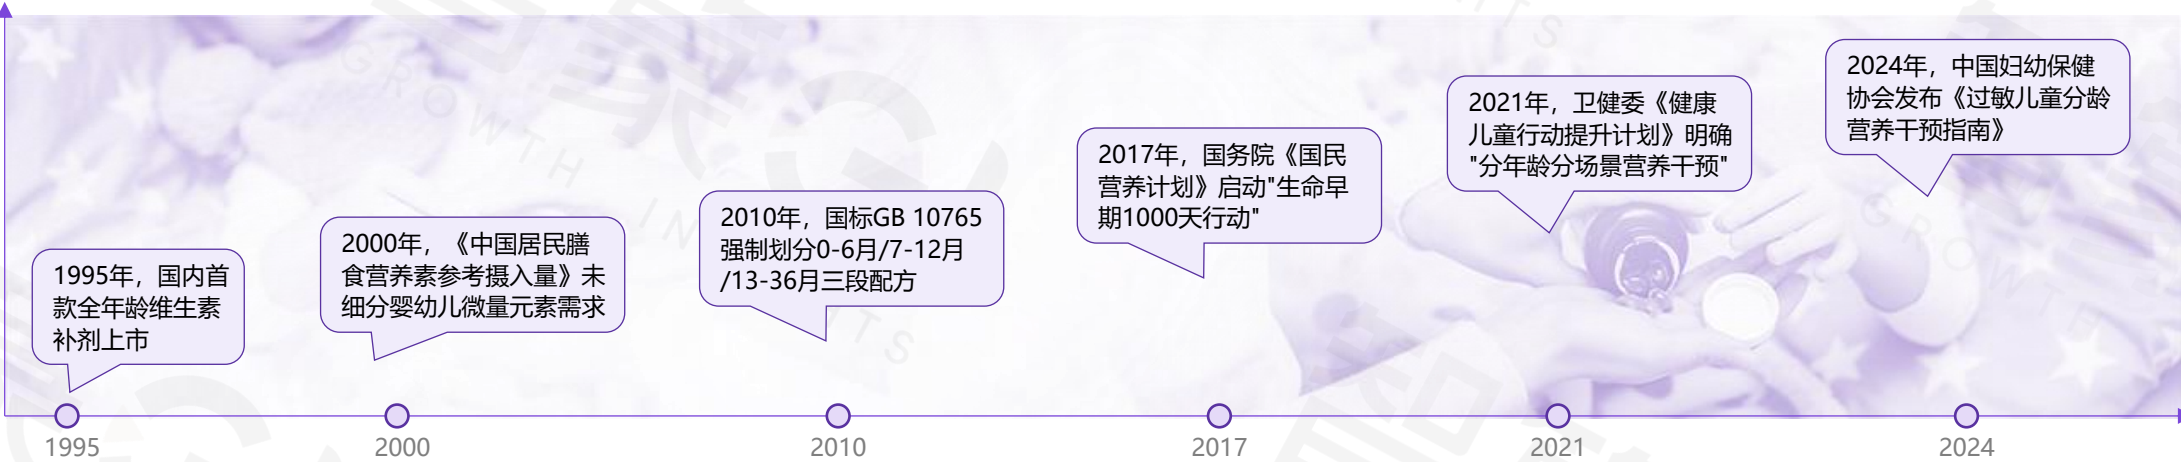 1995年，国内首
款全年龄维生素
补剂上市
2000年，《中国居民膳
食营养素参考摄入量》未
细分婴幼儿微量元素需求
2010年，国标GB 10765
强制划分0-6月/7-12月
/13-36月三段配方
2017年，国务院《国民
营养计划》启动"生命早
期1000天行动"
2021年，卫健委《健康
儿童行动提升计划》明确
"分年龄分场景营养干预"
2024年，中国妇幼保健
协会发布《过敏儿童分龄
营养干预指南》
1995
2000
2010
2017
2021
2024
GROWTH INSIGHTS
GROWTH